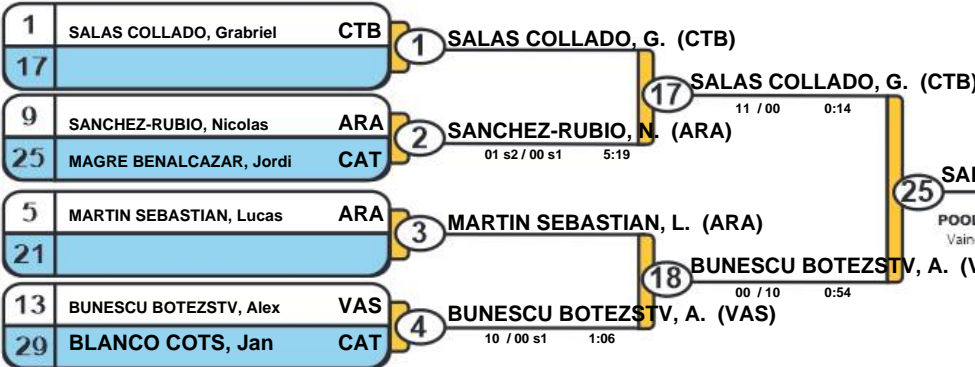 1 SALAS COLLADO, Grabriel CTB
17
1 SALAS COLLADO, G. (CTB)
17 SALAS COLLADO, G. (CTB)
11 / 00 0:14
9 SANCHEZ-RUBIO, Nicolas ARA
25 MAGRE BENALCAZAR, Jordi CAT
2 SANCHEZ-RUBIO, N. (ARA)
01 s2 / 00 s1 5:19
25
5 MARTIN SEBASTIAN, Lucas ARA
21
3 MARTIN SEBASTIAN, L. (ARA)
18 BUNESCU BOTEZSTV, A.
00 / 10 0:54
13 BUNESCU BOTEZSTV, Alex VAS
29 BLANCO COTS, Jan CAT
4 BUNESCU BOTEZSTV, A. (VAS)
10 / 00 s1 1:06